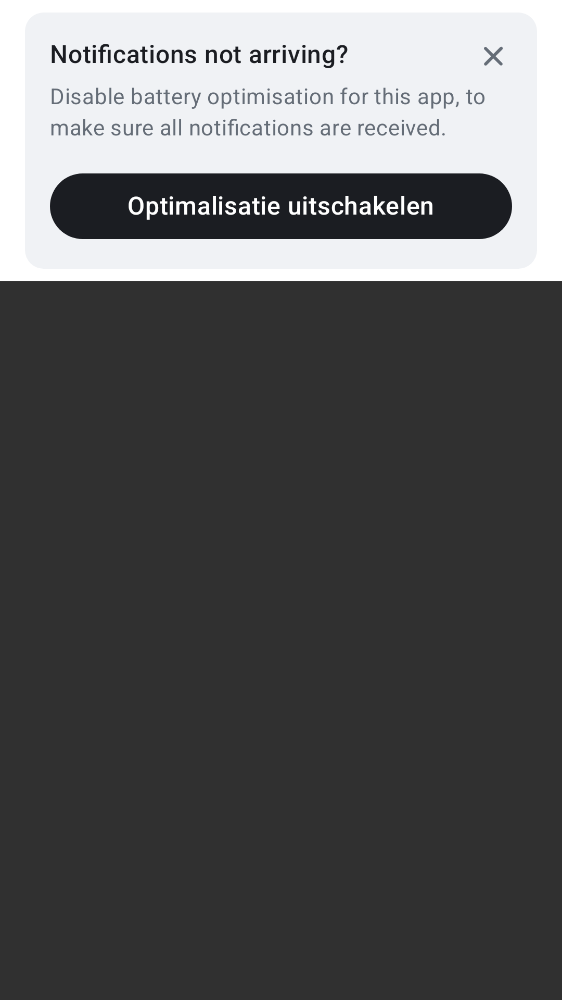 Notifications not arriving?
Disable battery optimisation for this app, to
make sure all notifications are received.
Optimalisatie uitschakelen